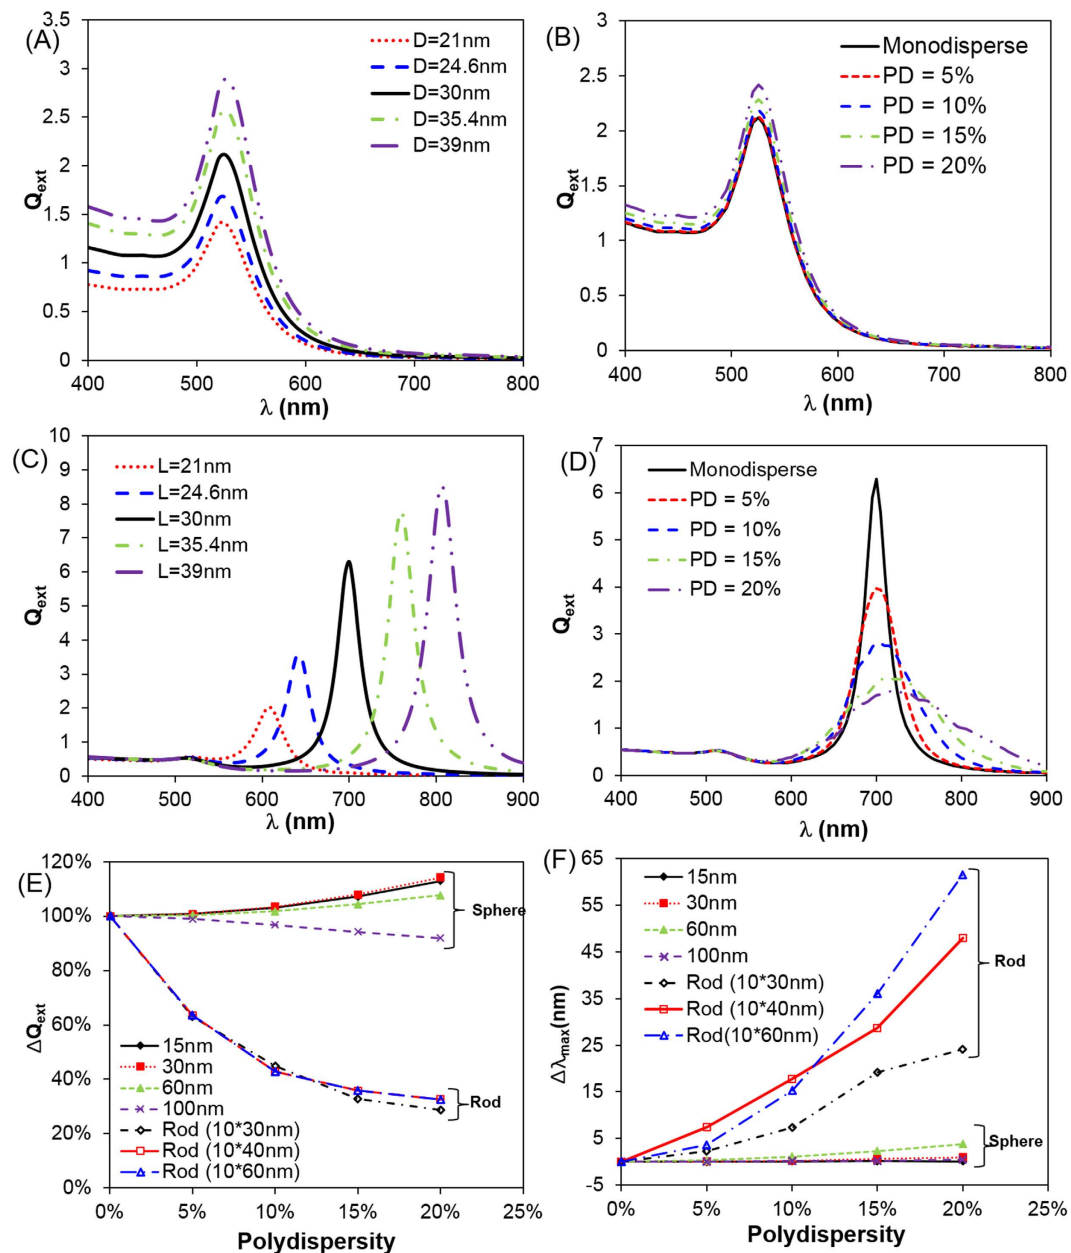 (A)
3.5
3
2.5
2
1.5
1
0.5
0
Q_ext
D=21nm
D=24.6nm
D=30nm
D=35.4nm
D=39nm
400 500 600 700 800
λ (nm)
(B)
3
2.5
2
1.5
1
0.5
0
Q_ext
Monodisperse
PD = 5%
PD = 10%
PD = 15%
PD = 20%
400 500 600 700 800
λ (nm)
(C)
10
9
8
7
6
5
4
3
2
1
0
Q_ext
L=21nm
L=24.6nm
L=30nm
L=35.4nm
L=39nm
400 500 600 700 800 900
λ (nm)
(D)
7
6
5
4
3
2
1
0
Q_ext
Monodisperse
PD = 5%
PD = 10%
PD = 15%
PD = 20%
400 500 600 700 800 900
λ (nm)
(E)
120%
100%
80%
60%
40%
20%
0%
ΔQ_ext
Sphere
15nm
30nm
60nm
100nm
Rod (10*30nm)
Rod (10*40nm)
Rod (10*60nm)
Rod
0% 5% 10% 15% 20% 25%
Polydispersity
(F)
65
55
45
35
25
15
5
-5
Δλ_max(nm)
15nm
30nm
60nm
100nm
Rod (10*30nm)
Rod (10*40nm)
Rod(10*60nm)
Rod
Sphere
0% 5% 10% 15% 20% 25%
Polydispersity